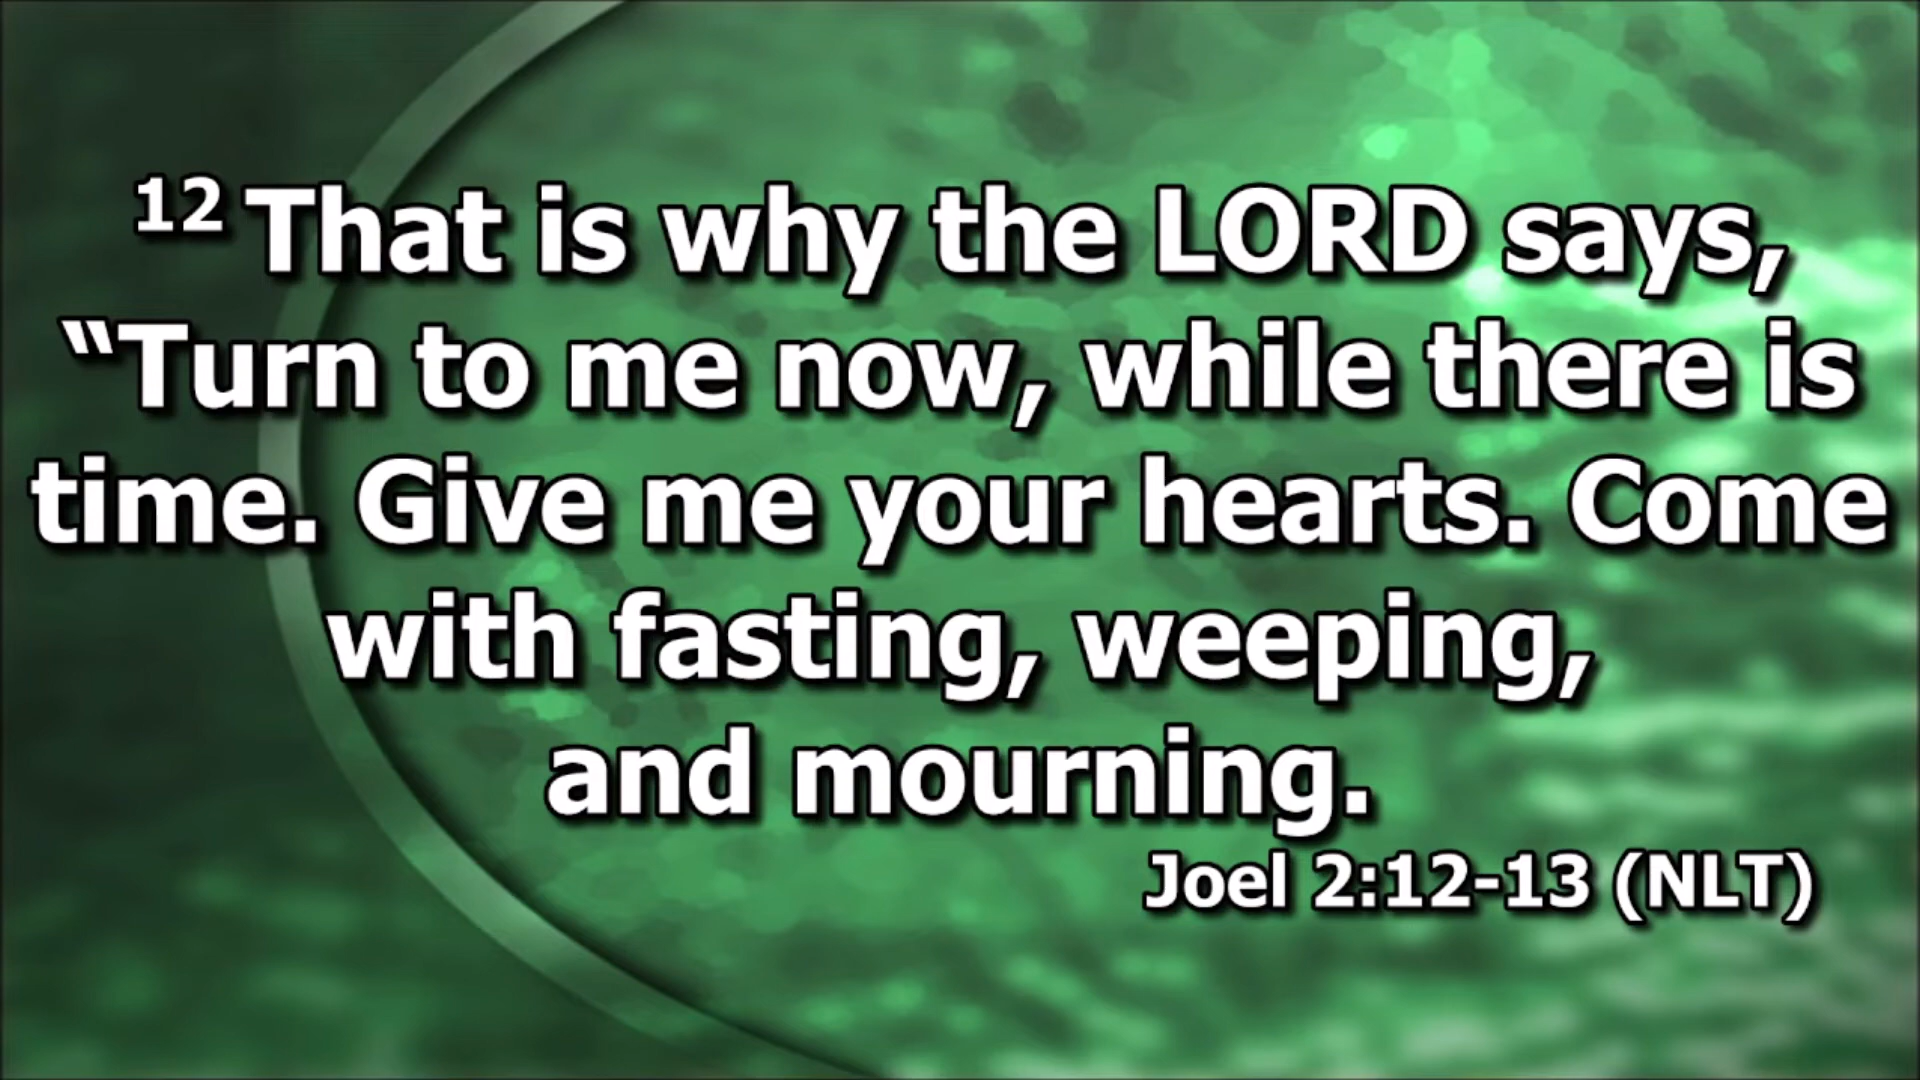 12 That is why the LORD says,
“Turn to me now, while there is
time. Give me your hearts. Come
with fasting, weeping,
and mourning.
Joel 2:12-13 (NLT)